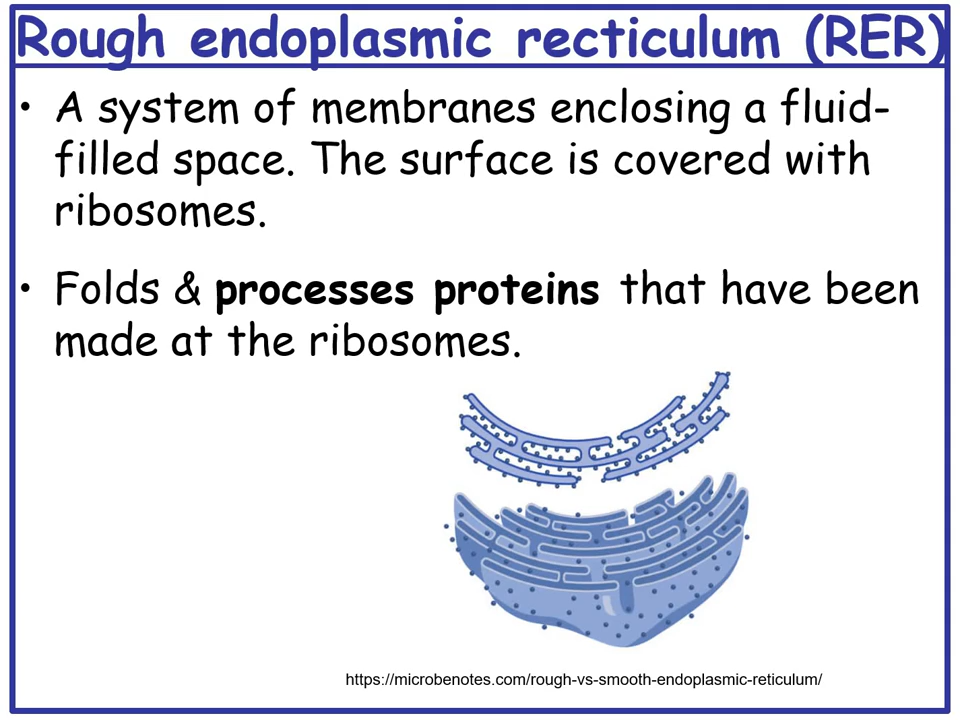 Rough endoplasmic recticulum (RER)
• A system of membranes enclosing a fluid-
filled space. The surface is covered with
ribosomes.
• Folds & processes proteins that have been
made at the ribosomes.
https://microbenotes.com/rough-vs-smooth-endoplasmic-reticulum/